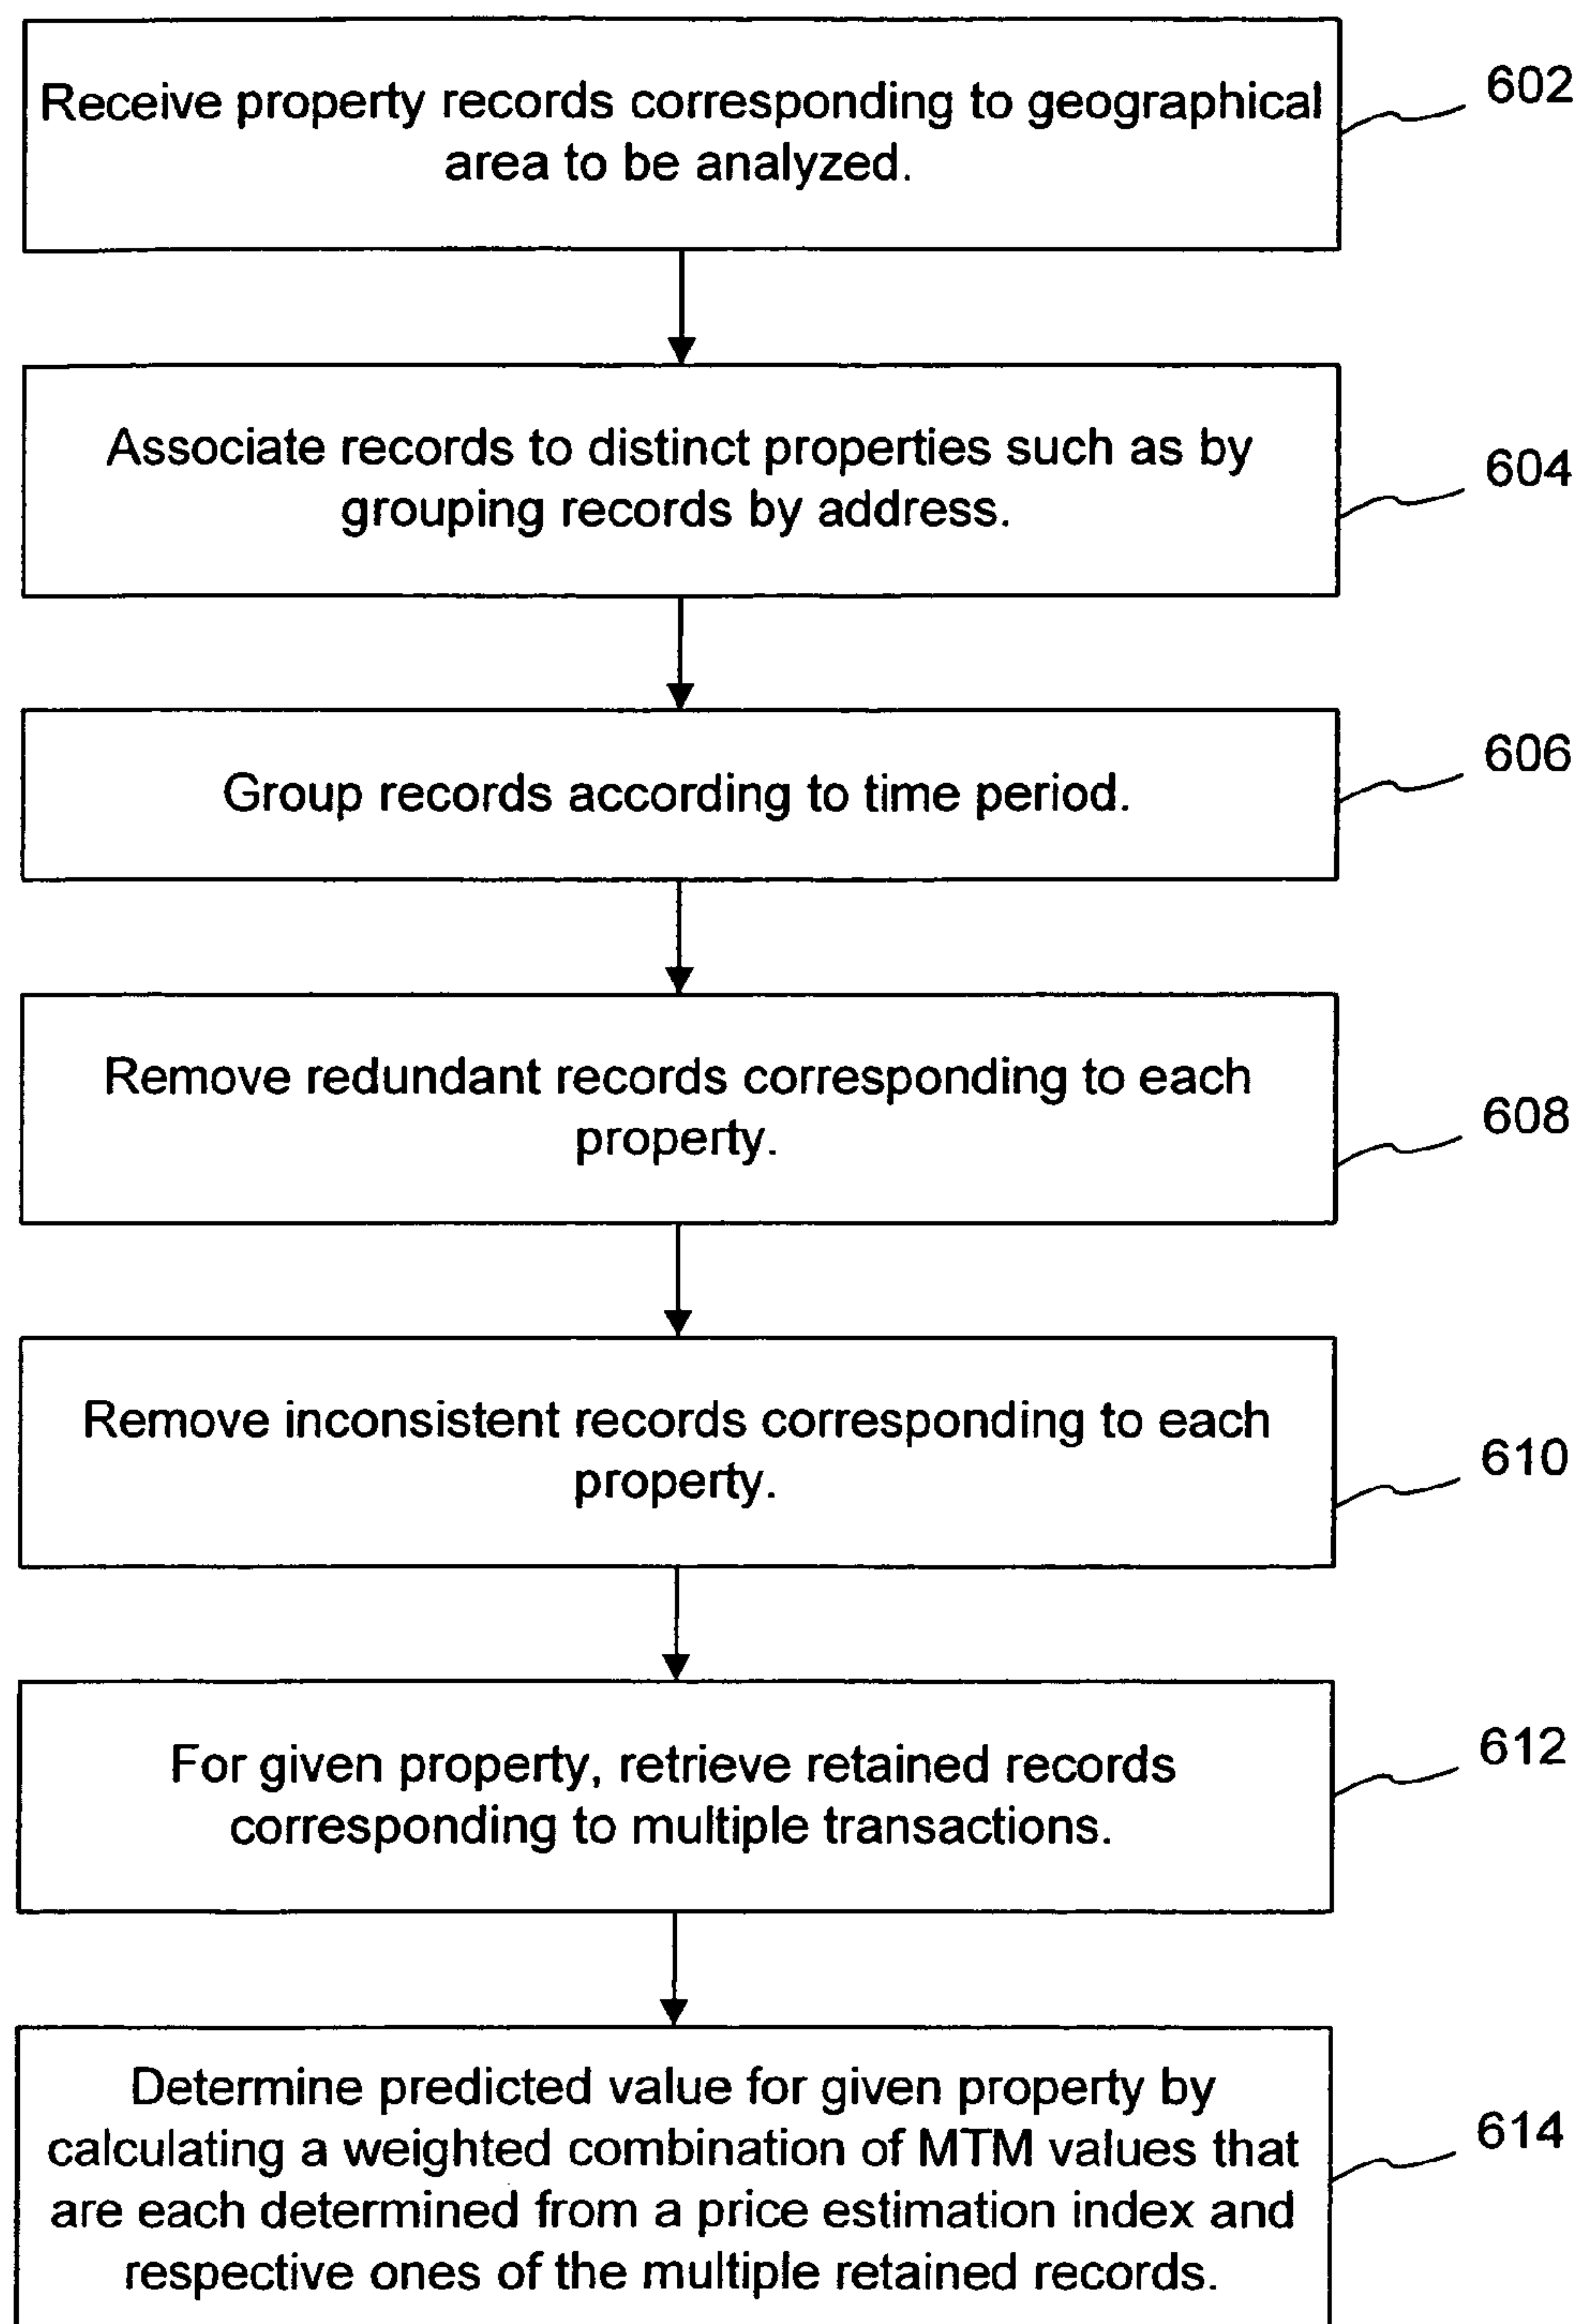 Receive property records corresponding to geographical
area to be analyzed.
602
Associate records to distinct properties such as by
grouping records by address.
604
Group records according to time period.
606
Remove redundant records corresponding to each
property.
608
Remove inconsistent records corresponding to each
property.
610
For given property, retrieve retained records
corresponding to multiple transactions.
612
Determine predicted value for given property by
calculating a weighted combination of MTM values that
are each determined from a price estimation index and
respective ones of the multiple retained records.
614